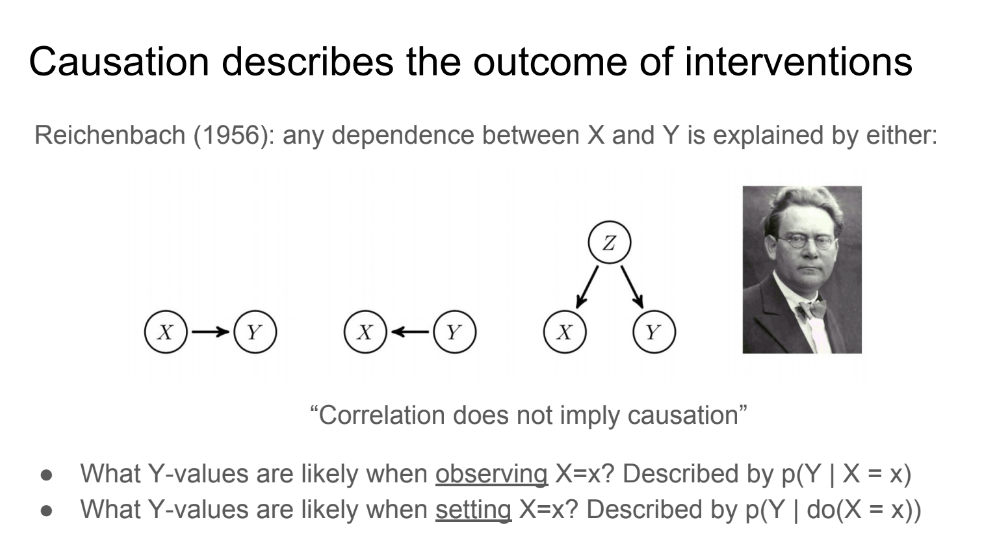 Causation describes the outcome of interventions
Reichenbach (1956): any dependence between X and Y is explained by either:
Z
X Y X Y X Y
“Correlation does not imply causation”
● What Y-values are likely when observing X=x? Described by p(Y | X = x)
● What Y-values are likely when setting X=x? Described by p(Y | do(X = x))